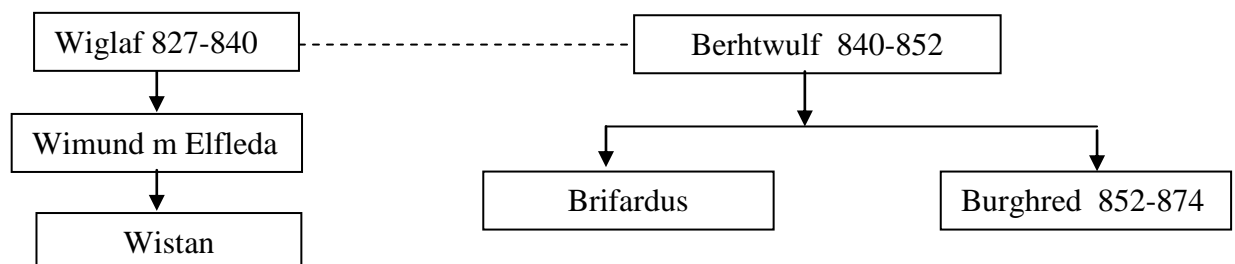 Wiglaf 827-840
Berhtwulf 840-852
Wimund m Elfleda
Brifardus
Burghred 852-874
Wistan